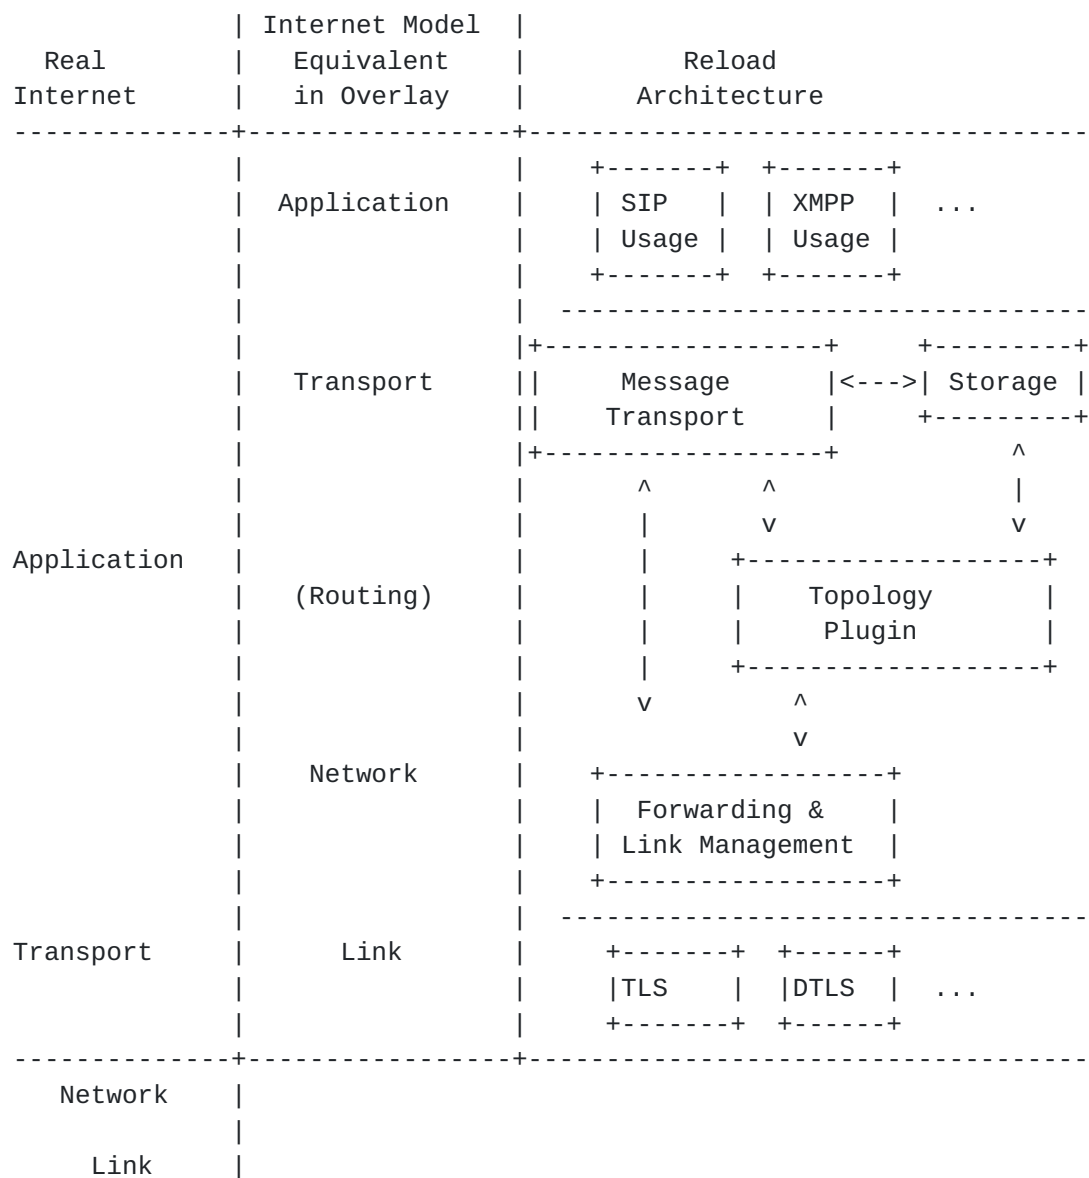 | Internet Model  |
  Real         |   Equivalent    |          Reload
Internet       |   in Overlay    |       Architecture
--------------+-----------------+------------------------------------
               |                 |    +-------+  +-------+
               |  Application    |    | SIP   |  | XMPP  |  ...
               |                 |    | Usage |  | Usage |
               |                 |    +-------+  +-------+
               |                 |  ----------------------------------
               |                 |+------------------+     +---------+
               |   Transport     ||     Message      |<--->| Storage |
               |                 ||    Transport     |     +---------+
               |                 |+------------------+           ^
               |                 |       ^       ^               |
               |                 |       |       v               v
Application    |                 |       |     +-------------------+
               |   (Routing)     |       |     |    Topology       |
               |                 |       |     |     Plugin        |
               |                 |       |     +-------------------+
               |                 |       v         ^
               |                 |                 v
               |    Network      |    +------------------+
               |                 |    |  Forwarding &    |
               |                 |    | Link Management  |
               |                 |    +------------------+
               |                 |  ----------------------------------
Transport      |      Link       |     +-------+  +------+
               |                 |     |TLS    |  |DTLS  |  ...
               |                 |     +-------+  +------+
--------------+-----------------+------------------------------------
   Network     |
               |
     Link      |